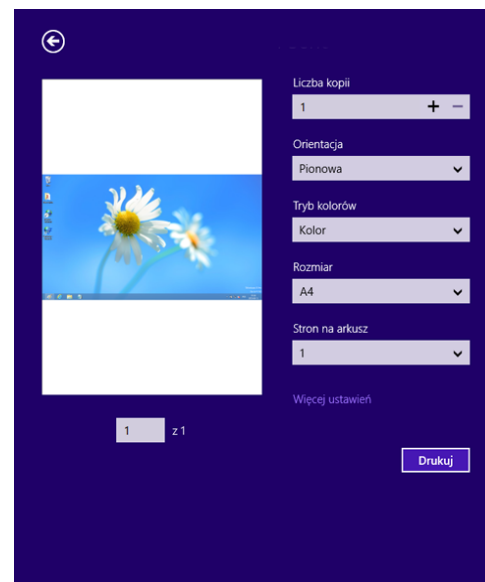 Liczba kopii
1
Orientacja
Pionowa
Tryb kolorów
Kolor
Rozmiar
A4
Stron na arkusz
1
Więcej ustawień
1 z 1
Drukuj